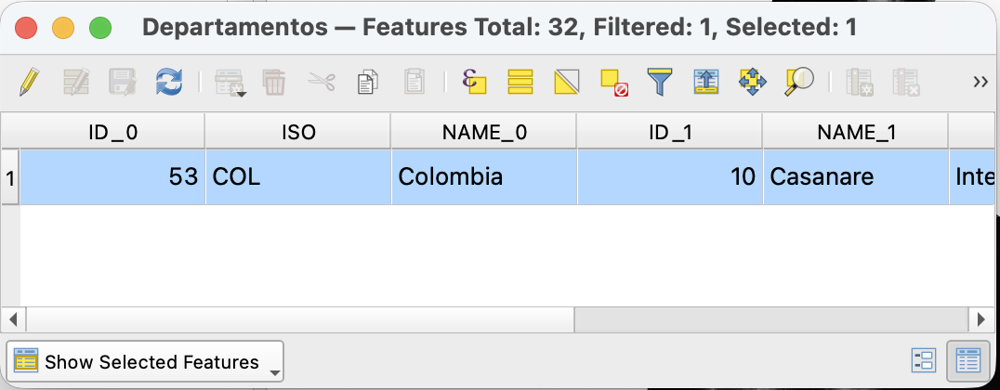 Departamentos — Features Total: 32, Filtered: 1, Selected: 1
ID_0 ISO NAME_0 ID_1 NAME_1
1 53 COL Colombia 10 Casanare Inte
Show Selected Features